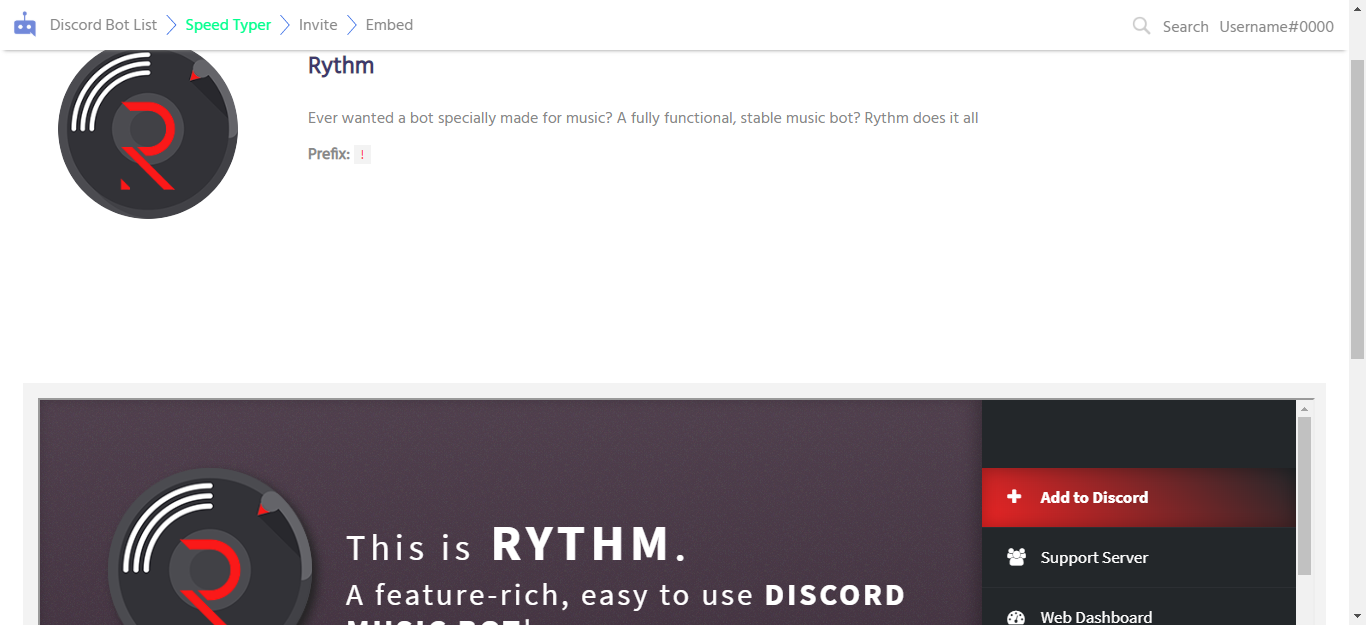 Discord Bot List Speed Typer Invite Embed Search Username#0000
Rythm
Ever wanted a bot specially made for music? A fully functional, stable music bot? Rythm does it all
Prefix: !
This is RYTHM.
A feature-rich, easy to use DISCORD
MUSIC BOT!
Add to Discord
Support Server
Web Dashboard